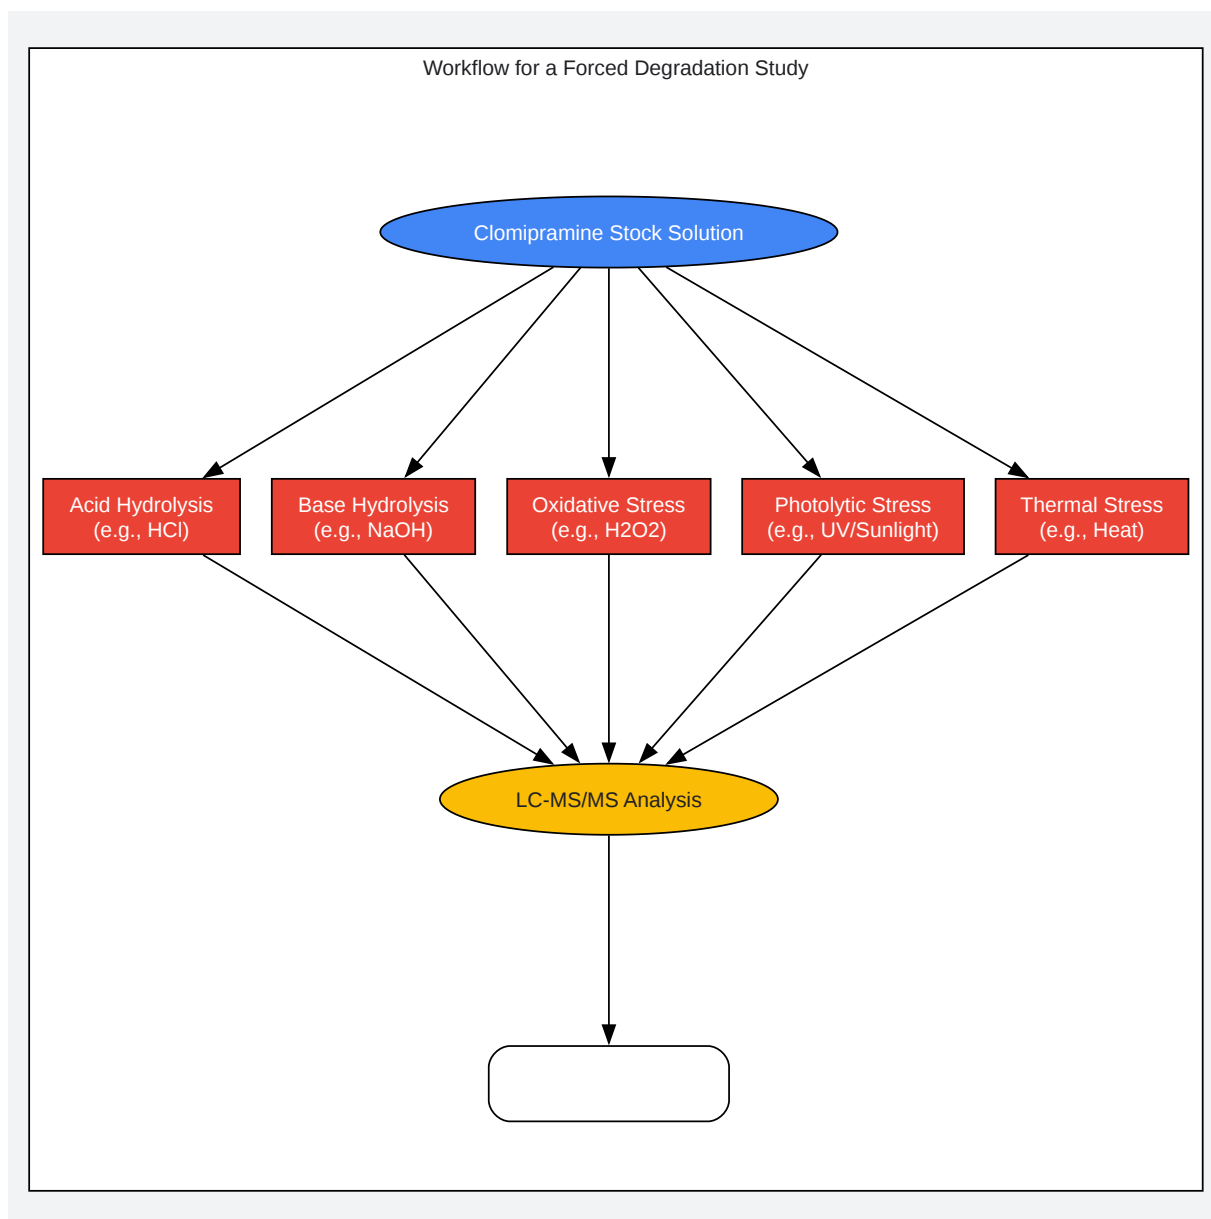 Workflow for a Forced Degradation Study
Clomipramine Stock Solution
Acid Hydrolysis
(e.g., HCl)
Base Hydrolysis
(e.g., NaOH)
Oxidative Stress
(e.g., H2O2)
Photolytic Stress
(e.g., UV/Sunlight)
Thermal Stress
(e.g., Heat)
LC-MS/MS Analysis